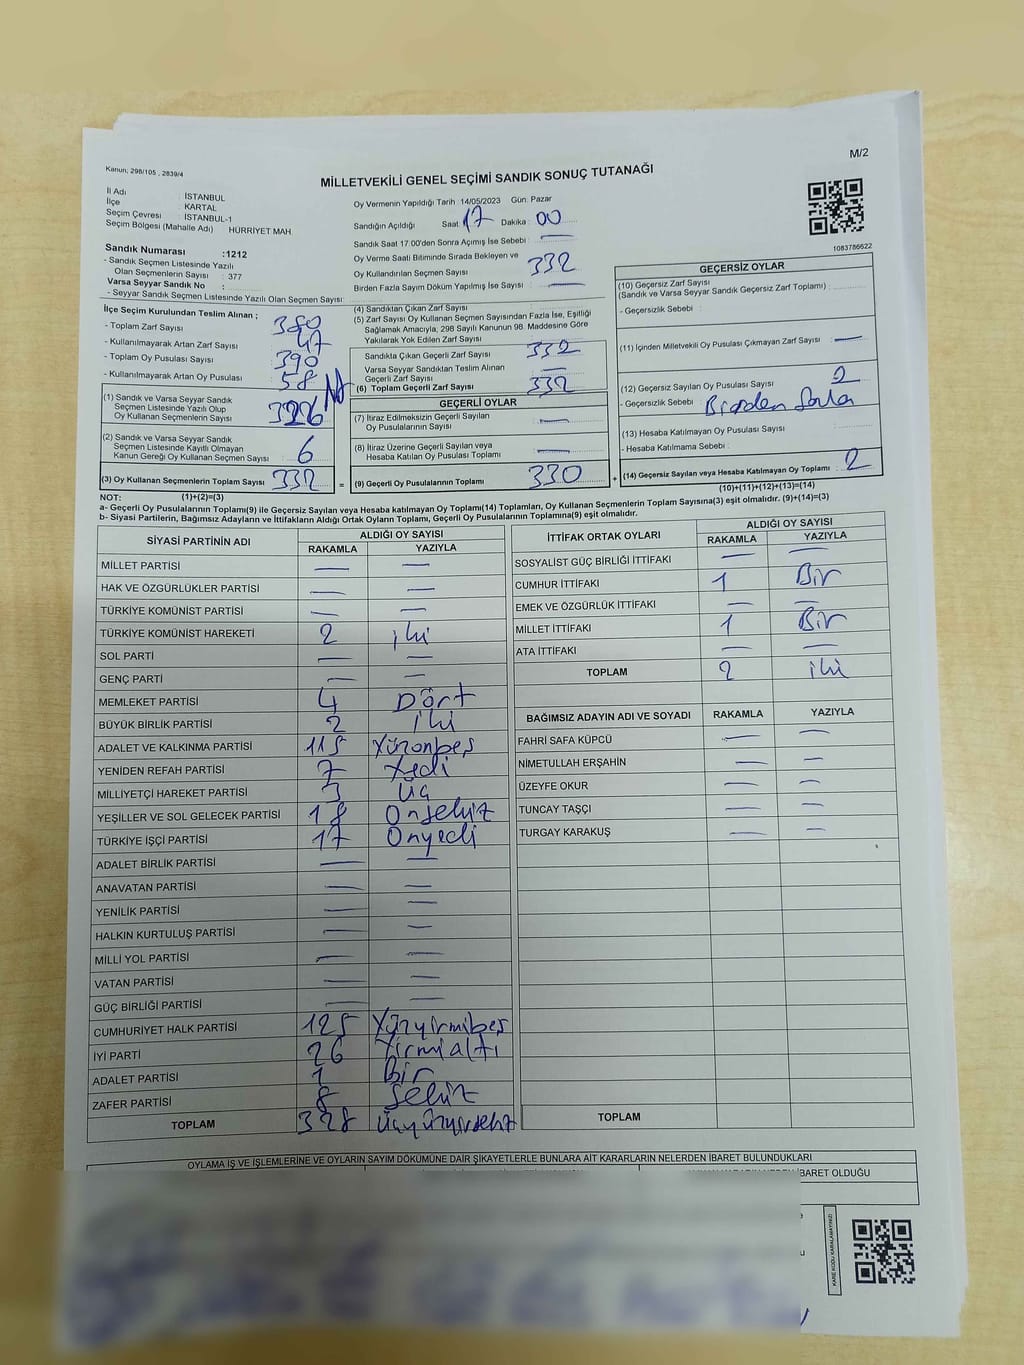 Kanun, 298/105 , 2839/4
M/2
MİLLETVEKİLİ GENEL SEÇİMİ SANDIK SONUÇ TUTANAĞI
İl Adı : İSTANBUL
İlçe : KARTAL
Seçim Çevresi : İSTANBUL-1
Seçim Bölgesi (Mahalle Adı) HÜRRİYET MAH.
Sandık Numarası :1212
- Sandık Seçmen Listesinde Yazılı
Olan Seçmenlerin Sayısı : 377
Varsa Seyyar Sandık No :
- Seyyar Sandık Seçmen Listesinde Yazılı Olan Seçmen Sayısı:
Oy Vermenin Yapıldığı Tarih : 14/05/2023 Gün: Pazar
Sandığın Açıldığı Saat : 17 Dakika : 00
Sandık Saat 17.00'den Sonra Açımış İse Sebebi : —
Oy Verme Saati Bitiminde Sırada Bekleyen ve
Oy Kullandırılan Seçmen Sayısı : 332
Birden Fazla Sayım Döküm Yapılmış İse Sayısı : —
1083786622
İlçe Seçim Kurulundan Teslim Alınan ;
- Toplam Zarf Sayısı : 380
- Kullanılmayarak Artan Zarf Sayısı : 47
- Toplam Oy Pusulası Sayısı : 390
- Kullanılmayarak Artan Oy Pusulası : 58
(1) Sandık ve Varsa Seyyar Sandık
Seçmen Listesinde Yazılı Olup
Oy Kullanan Seçmenlerin Sayısı : 326
(2) Sandık ve Varsa Seyyar Sandık
Seçmen Listesinde Kayıtlı Olmayan
Kanun Gereği Oy Kullanan Seçmen Sayısı : 6
(3) Oy Kullanan Seçmenlerin Toplam Sayısı : 332
(4) Sandıktan Çıkan Zarf Sayısı
(5) Zarf Sayısı Oy Kullanan Seçmen Sayısından Fazla İse, Eşitliği
Sağlamak Amacıyla, 298 Sayılı Kanunun 98. Maddesine Göre
Yakılarak Yok Edilen Zarf Sayısı :
Sandıkta Çıkan Geçerli Zarf Sayısı : 332
Varsa Seyyar Sandıktan Teslim Alınan
Geçerli Zarf Sayısı : —
(6) Toplam Geçerli Zarf Sayısı : 332
GEÇERLİ OYLAR
(7) İtiraz Edilmeksizin Geçerli Sayılan
Oy Pusulalarının Sayısı : —
(8) İtiraz Üzerine Geçerli Sayılan veya
Hesaba Katılan Oy Pusulası Toplamı : —
= (9) Geçerli Oy Pusulalarının Toplamı : 330
GEÇERSİZ OYLAR
(10) Geçersiz Zarf Sayısı
(Sandık ve Varsa Seyyar Sandık Geçersiz Zarf Toplamı) :
- Geçersizlik Sebebi :
(11) İçinden Milletvekili Oy Pusulası Çıkmayan Zarf Sayısı : —
(12) Geçersiz Sayılan Oy Pusulası Sayısı : 2
- Geçersizlik Sebebi : Birden fazla
(13) Hesaba Katılmayan Oy Pusulası Sayısı :
- Hesaba Katılmama Sebebi :
+ (14) Geçersiz Sayılan veya Hesaba Katılmayan Oy Toplamı : 2
NOT: (1)+(2)=(3)
(10)+(11)+(12)+(13)=(14)
a- Geçerli Oy Pusulalarının Toplamı(9) ile Geçersiz Sayılan veya Hesaba katılmayan Oy Toplamı(14) Toplamları, Oy Kullanan Seçmenlerin Toplam Sayısına(3) eşit olmalıdır. (9)+(14)=(3)
b- Siyasi Partilerin, Bağımsız Adayların ve İttifakların Aldığı Ortak Oyların Toplamı, Geçerli Oy Pusulalarının Toplamına(9) eşit olmalıdır.
SİYASİ PARTİNİN ADI ALDIĞI OY SAYISI
RAKAMLA YAZIYLA
MİLLET PARTİSİ — —
HAK VE ÖZGÜRLÜKLER PARTİSİ — —
TÜRKİYE KOMÜNİST PARTİSİ — —
TÜRKİYE KOMÜNİST HAREKETİ 2 iki
SOL PARTİ — —
GENÇ PARTİ — —
MEMLEKET PARTİSİ 4 Dört
BÜYÜK BİRLİK PARTİSİ 2 iki
ADALET VE KALKINMA PARTİSİ 115 Yüzonbeş
YENİDEN REFAH PARTİSİ 7 Yedi
MİLLİYETÇİ HAREKET PARTİSİ 3 Üç
YEŞİLLER VE SOL GELECEK PARTİSİ 18 Onsekiz
TÜRKİYE İŞÇİ PARTİSİ 17 Onyedi
ADALET BİRLİK PARTİSİ — —
ANAVATAN PARTİSİ — —
YENİLİK PARTİSİ — —
HALKIN KURTULUŞ PARTİSİ — —
MİLLİ YOL PARTİSİ — —
VATAN PARTİSİ — —
GÜÇ BİRLİĞİ PARTİSİ — —
CUMHURİYET HALK PARTİSİ 125 Yüzyirmibeş
İYİ PARTİ 26 Yirmialtı
ADALET PARTİSİ 1 Bir
ZAFER PARTİSİ 8 Sekiz
TOPLAM 328
İTTİFAK ORTAK OYLARI ALDIĞI OY SAYISI
RAKAMLA YAZIYLA
SOSYALİST GÜÇ BİRLİĞİ İTTİFAKI — —
CUMHUR İTTİFAKI 1 Bir
EMEK VE ÖZGÜRLÜK İTTİFAKI — —
MİLLET İTTİFAKI 1 Bir
ATA İTTİFAKI — —
TOPLAM 2 iki
BAĞIMSIZ ADAYIN ADI VE SOYADI RAKAMLA YAZIYLA
FAHRİ SAFA KÜPCÜ — —
NİMETULLAH ERŞAHİN — —
ÜZEYFE OKUR — —
TUNCAY TAŞÇI — —
TURGAY KARAKUŞ — —
TOPLAM
OYLAMA İŞ VE İŞLEMLERİNE VE OYLARIN SAYIM DÖKÜMÜNE DAİR ŞİKAYETLERLE BUNLARA AİT KARARLARIN NELERDEN İBARET BULUNDUKLARI
İBARET OLDUĞU
KARE KODU KARALAMAYINIZ!